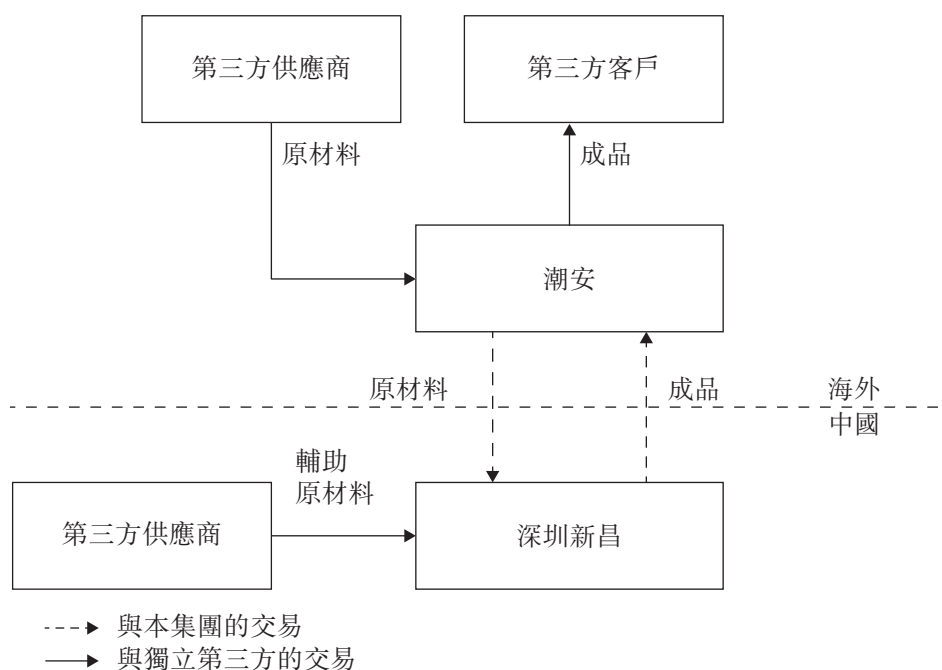 第三方供應商
第三方客戶
原材料
成品
潮安
原材料
成品
海外
中國
輔助
原材料
第三方供應商
深圳新昌
與本集團的交易
與獨立第三方的交易